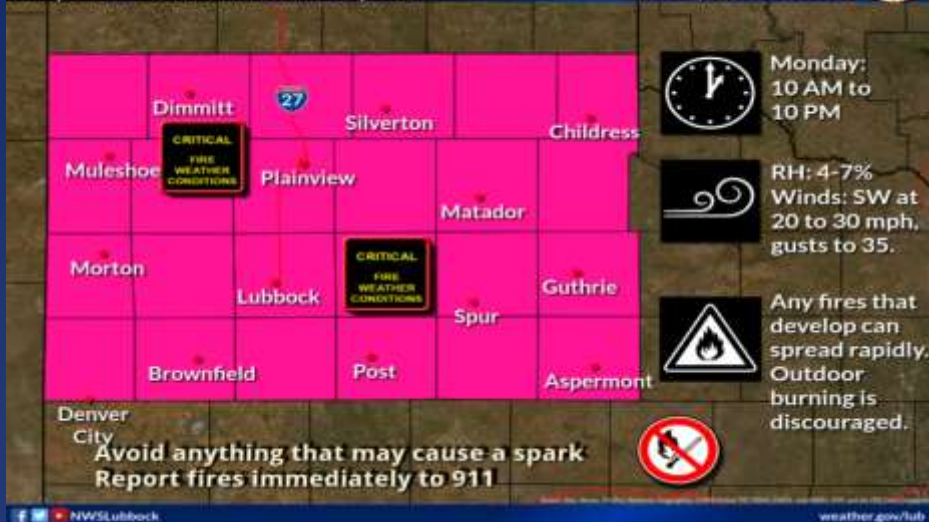 Dimmitt
27
Silverton
Childress
CRITICAL
FIRE
WEATHER
CONDITIONS
Muleshoe
Plainview
Matador
Morton
Lubbock
CRITICAL
FIRE
WEATHER
CONDITIONS
Spur
Guthrie
Brownfield
Post
Aspermont
Denver
City
Monday:
10 AM to
10 PM
RH: 4-7%
Winds: SW at
20 to 30 mph,
gusts to 35.
Any fires that
develop can
spread rapidly.
Outdoor
burning is
discouraged.
Avoid anything that may cause a spark
Report fires immediately to 911
NWSLubbock
weather.gov/lub